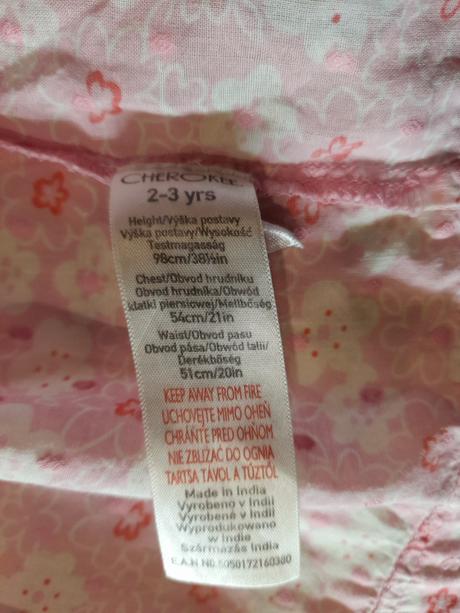 CHEROKEE
2-3 yrs
Height/Výška postavy
Výška postavy/Wysokość
Testmagasság
98cm/38½in
Chest/Obvod hrudníku
Obvod hrudníka/Obwód
klatki piersiowej/Mellbőség
54cm/21in
Waist/Obvod pasu
Obvod pása/Obwód talii/
Derékbőség
51cm/20in
KEEP AWAY FROM FIRE
UCHOVEJTE MIMO OHEŇ
CHRÁNTE PRED OHŇOM
NIE ZBLIŻAĆ DO OGNIA
TARTSA TÁVOL A TŰZTŐL
Made in India
Vyrobeno v Indii
Vyrobené v Indii
Wyprodukowano
w Indie
Származás India
E.A.N NO.5050172160380